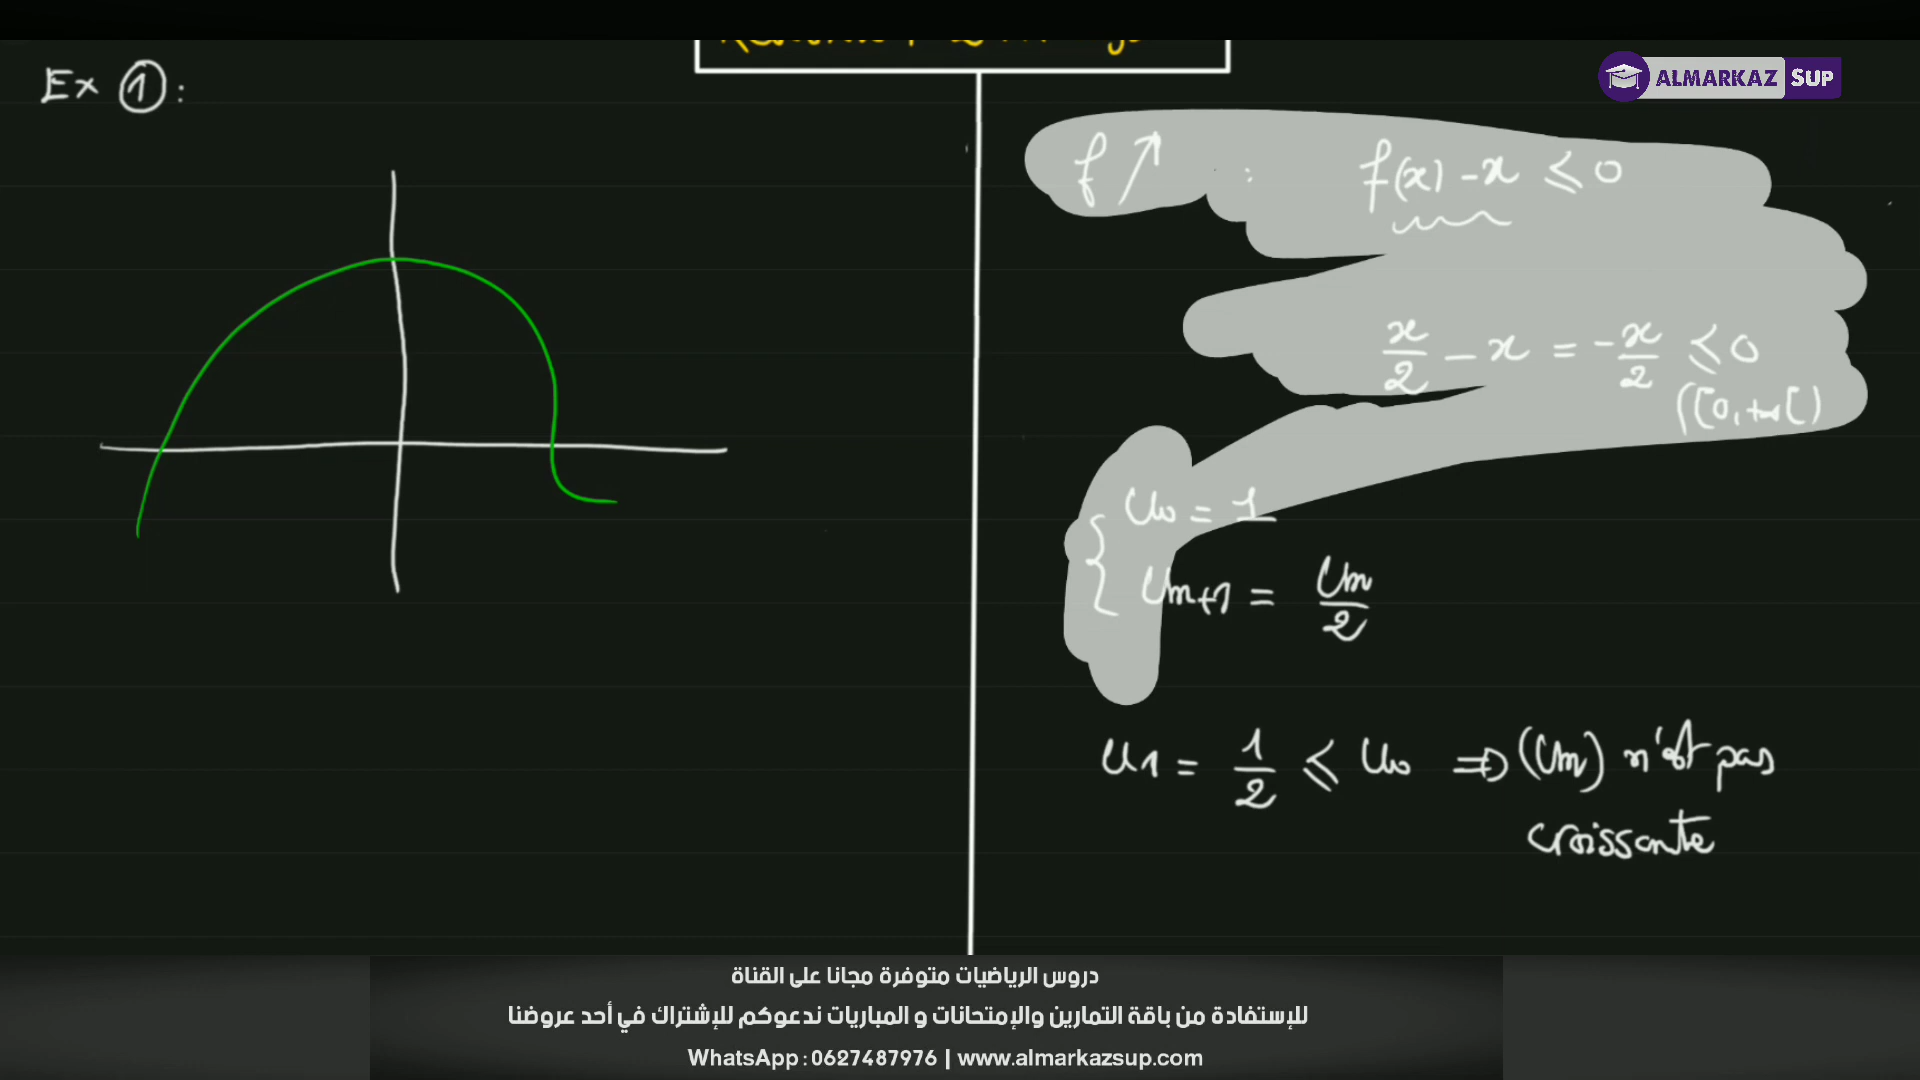 ALMARKAZ SUP
Ex ①:
f ↗ : f(x) - x ⩽ 0
x/2 - x = -x/2 ⩽ 0
([0,+∞[)
{ U0 = 1
Un+1 = Un/2
U1 = 1/2 ⩽ U0 ⇒ (Un) n'est pas
croissante
دروس الرياضيات متوفرة مجانا على القناة
للإستفادة من باقة التمارين والإمتحانات و المباريات ندعوكم للإشتراك في أحد عروضنا
WhatsApp : 0627487976 | www.almarkazsup.com